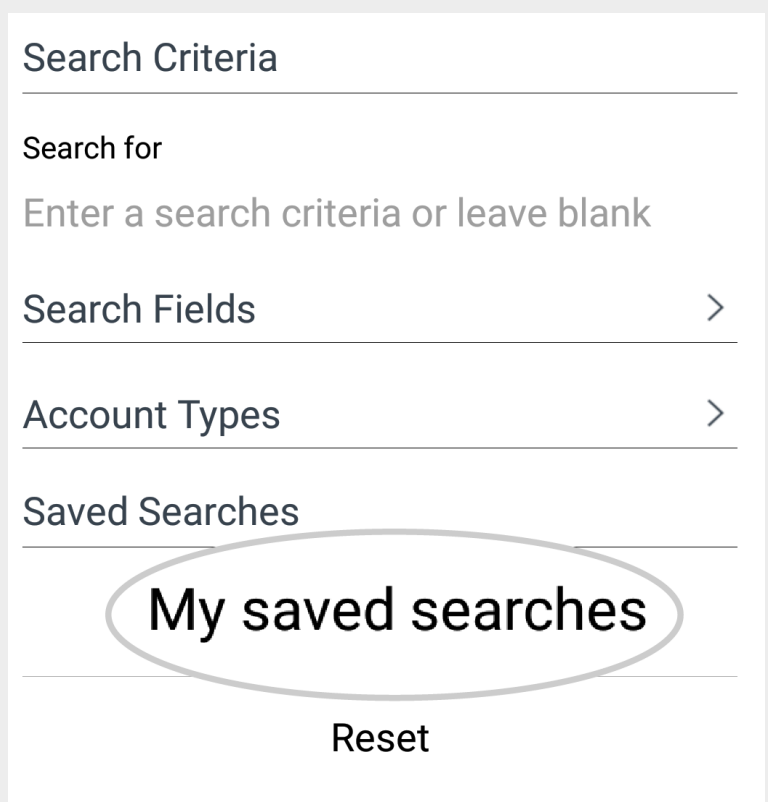 Search Criteria
Search for
Enter a search criteria or leave blank
Search Fields
Account Types
Saved Searches
My saved searches
Reset